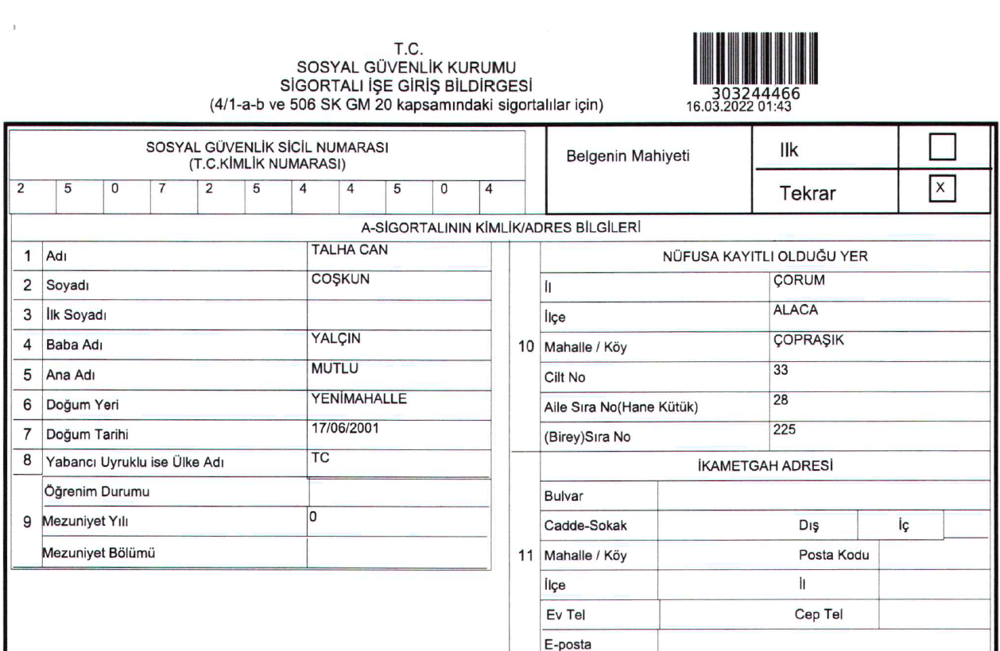 T.C.
SOSYAL GÜVENLİK KURUMU
SİGORTALI İŞE GİRİŞ BİLDİRGESİ
(4/1-a-b ve 506 SK GM 20 kapsamındaki sigortalılar için)
303244466
16.03.2022 01:43
SOSYAL GÜVENLİK SİCİL NUMARASI
(T.C.KİMLİK NUMARASI)
2 5 0 7 2 5 4 4 5 0 4
Belgenin Mahiyeti
Ilk
Tekrar X
A-SİGORTALININ KİMLİK/ADRES BİLGİLERİ
1 Adı TALHA CAN
2 Soyadı COŞKUN
3 İlk Soyadı
4 Baba Adı YALÇIN
5 Ana Adı MUTLU
6 Doğum Yeri YENİMAHALLE
7 Doğum Tarihi 17/06/2001
8 Yabancı Uyruklu ise Ülke Adı TC
9
Öğrenim Durumu
Mezuniyet Yılı 0
Mezuniyet Bölümü
10
NÜFUSA KAYITLI OLDUĞU YER
İl ÇORUM
İlçe ALACA
Mahalle / Köy ÇOPRAŞIK
Cilt No 33
Aile Sıra No(Hane Kütük) 28
(Birey)Sıra No 225
11
İKAMETGAH ADRESİ
Bulvar
Cadde-Sokak Dış İç
Mahalle / Köy Posta Kodu
İlçe İl
Ev Tel Cep Tel
E-posta